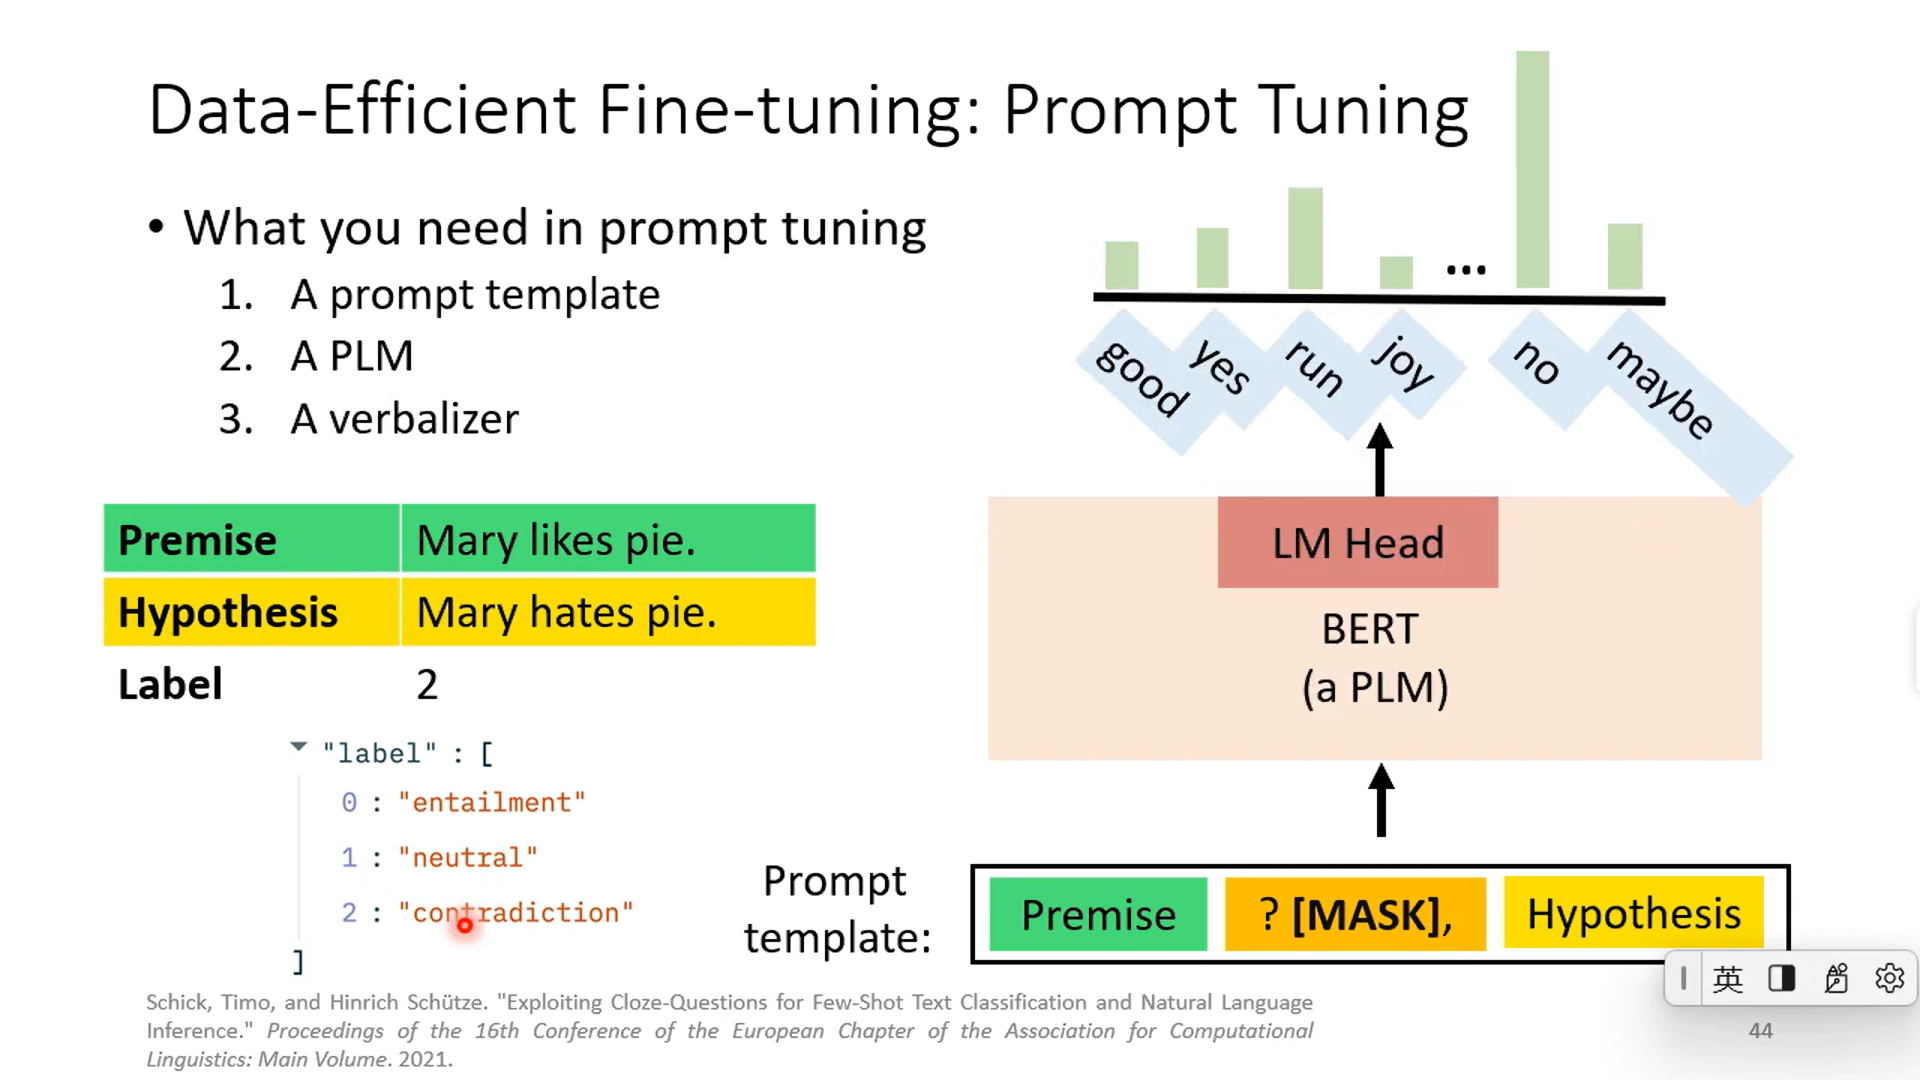 Data-Efficient Fine-tuning: Prompt Tuning
• What you need in prompt tuning
1. A prompt template
2. A PLM
3. A verbalizer
Premise Mary likes pie.
Hypothesis Mary hates pie.
Label 2
"label" : [
0 : "entailment"
1 : "neutral"
2 : "contradiction"
]
...
good yes run joy no maybe
LM Head
BERT
(a PLM)
Prompt
template:
Premise ? [MASK], Hypothesis
英
Schick, Timo, and Hinrich Schütze. "Exploiting Cloze-Questions for Few-Shot Text Classification and Natural Language
Inference." Proceedings of the 16th Conference of the European Chapter of the Association for Computational
Linguistics: Main Volume. 2021.
44